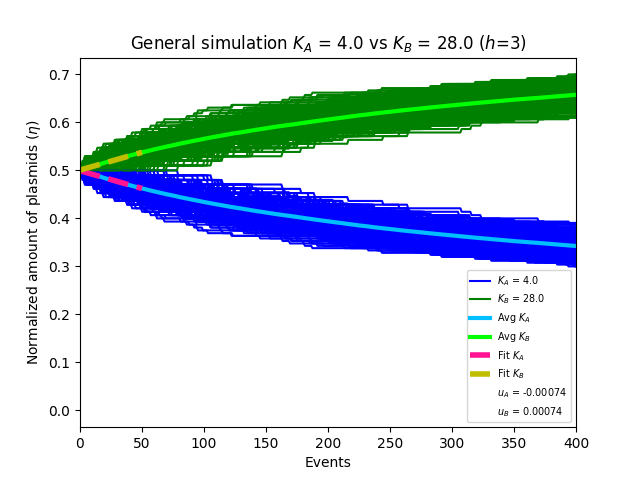 General simulation K_A = 4.0 vs K_B = 28.0 (h=3)
Normalized amount of plasmids (η)
0.7
0.6
0.5
0.4
0.3
0.2
0.1
0.0
K_A = 4.0
K_B = 28.0
Avg K_A
Avg K_B
Fit K_A
Fit K_B
u_A = -0.00074
u_B = 0.00074
0 50 100 150 200 250 300 350 400
Events